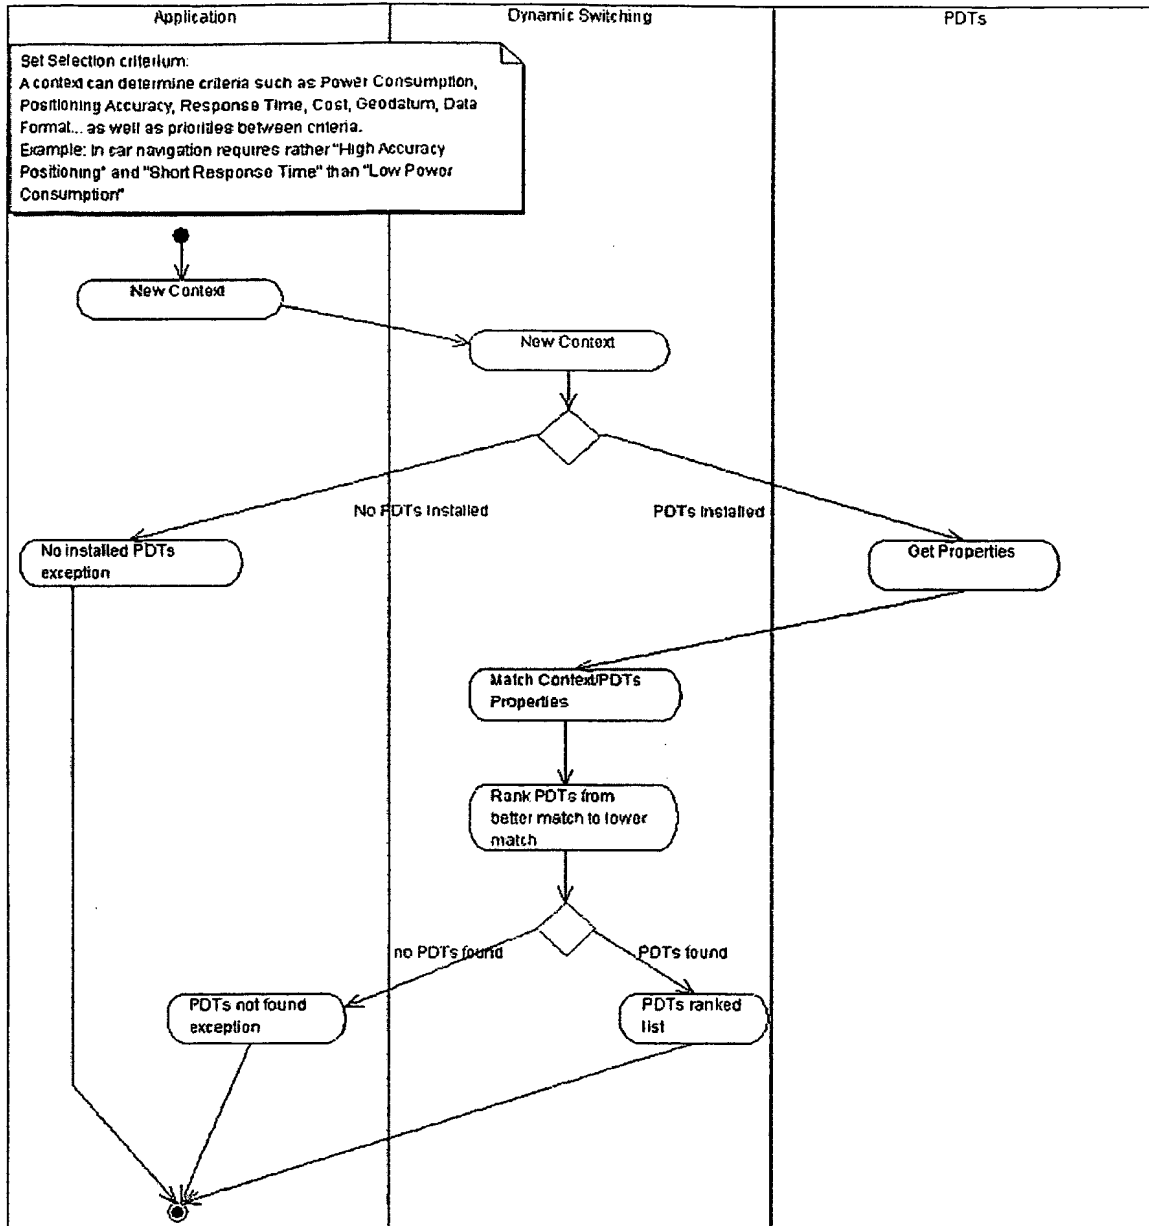 Application
Dynamic Switching
PDTs
Set Selection criterium:
A context can determine criteria such as Power Consumption,
Positioning Accuracy, Response Time, Cost, Geodatum, Data
Format... as well as priorities between criteria.
Example: In car navigation requires rather "High Accuracy
Positioning" and "Short Response Time" than "Low Power
Consumption"
New Context
New Context
No PDTs Installed
PDTs Installed
No installed PDTs
exception
Get Properties
Match Context/PDTs
Properties
Rank PDTs from
better match to lower
match
no PDTs found
PDTs found
PDTs not found
exception
PDTs ranked
list